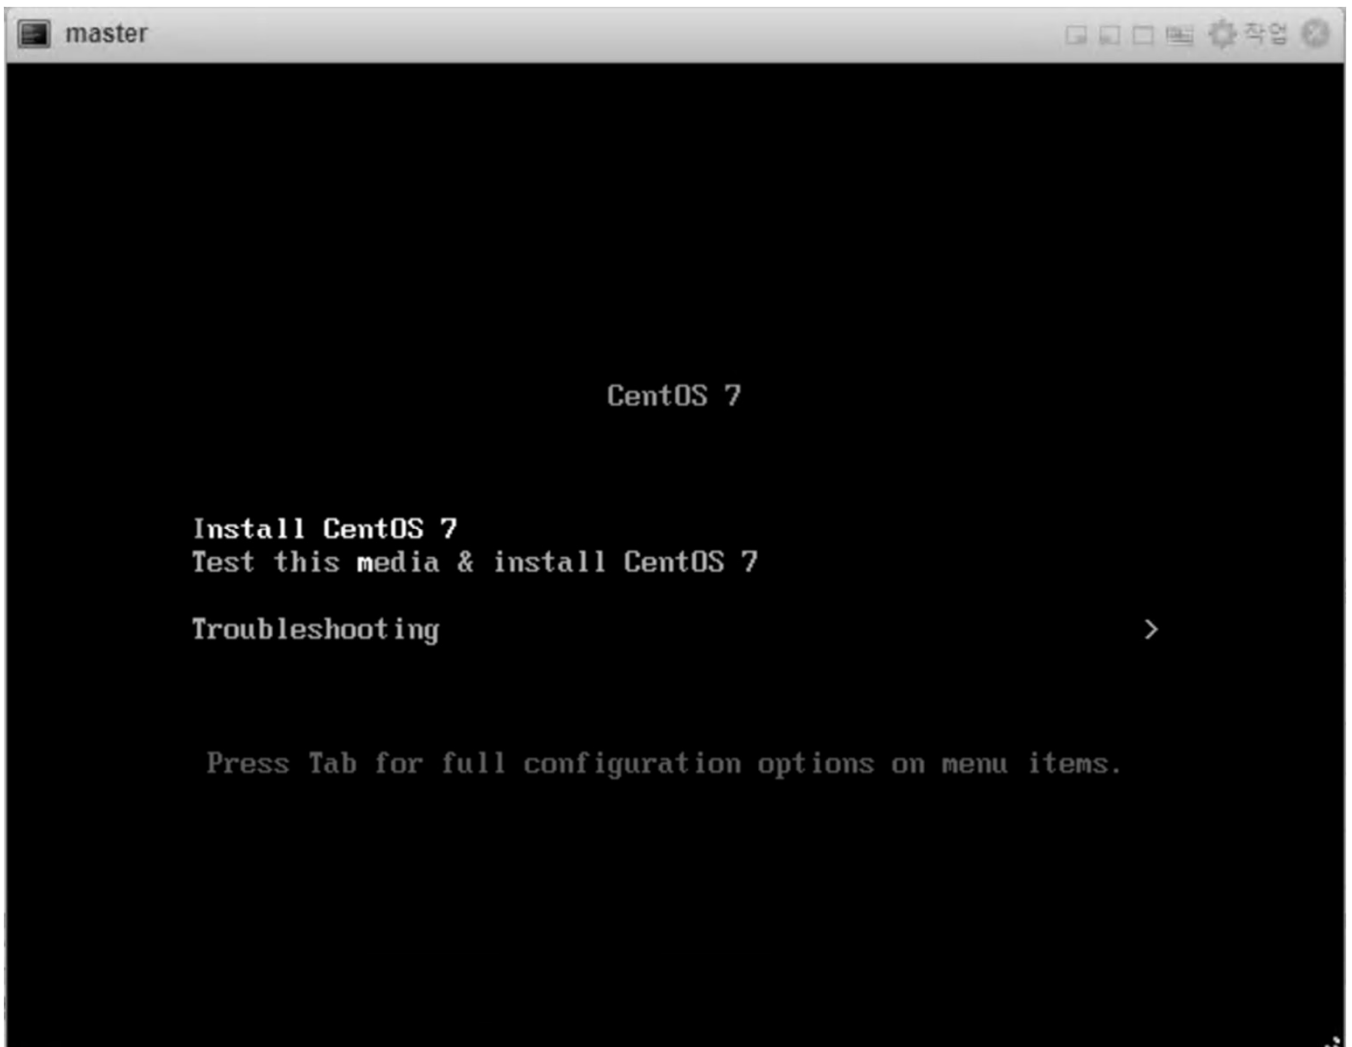 master
작업
CentOS 7
Install CentOS 7
Test this media & install CentOS 7
Troubleshooting >
Press Tab for full configuration options on menu items.